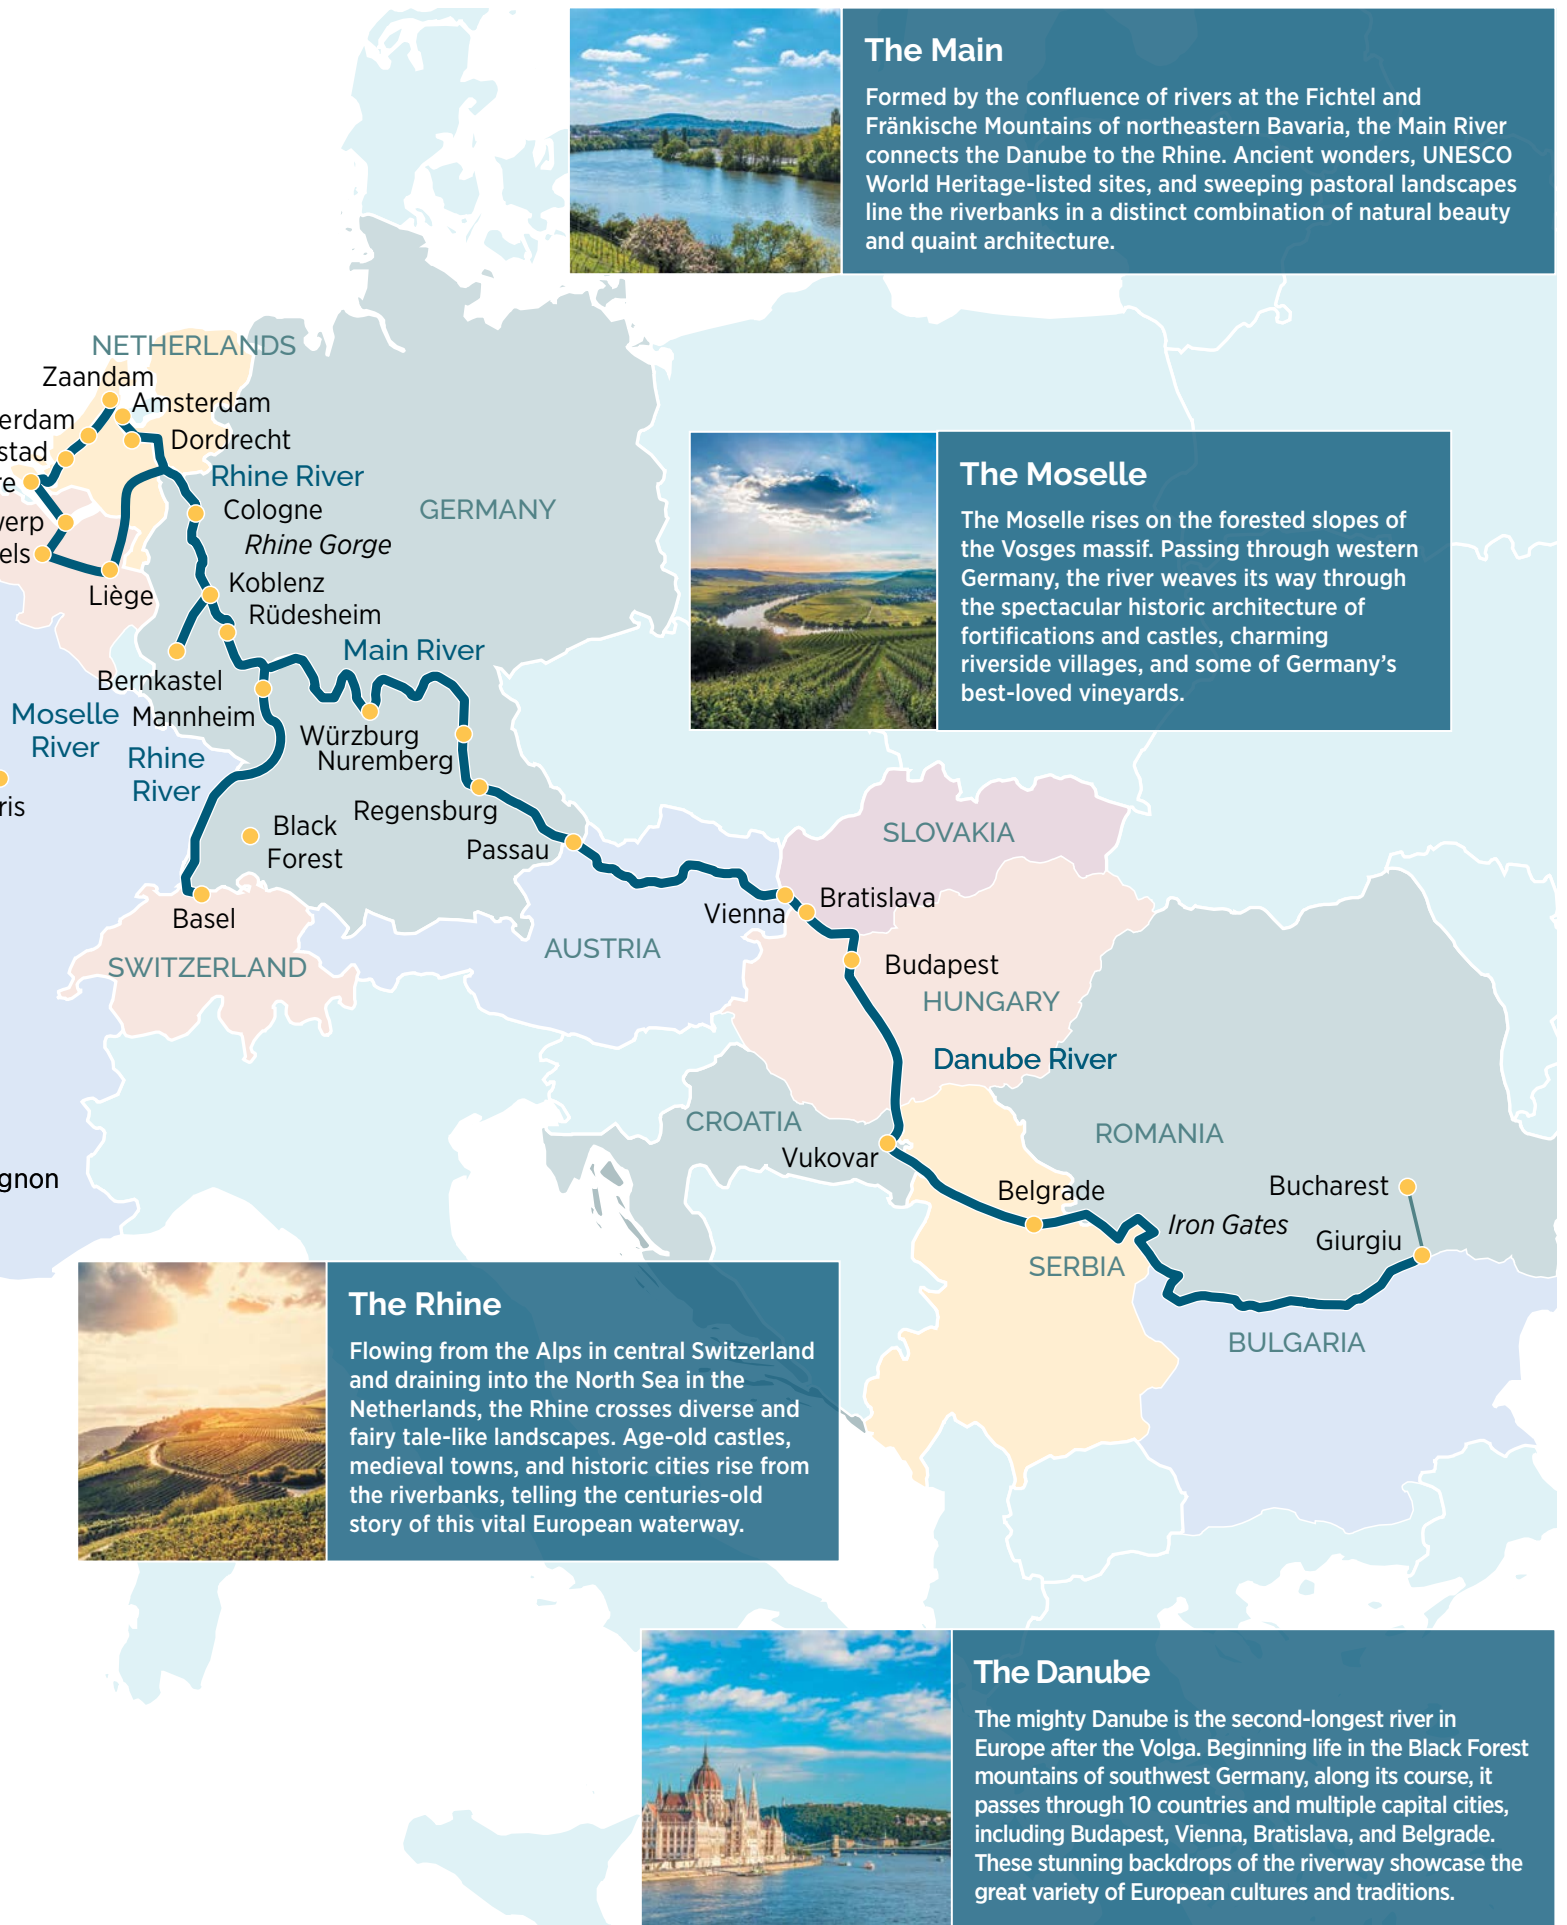 The Main
Formed by the confluence of rivers at the Fichtel and
Fränkische Mountains of northeastern Bavaria, the Main River
connects the Danube to the Rhine. Ancient wonders, UNESCO
World Heritage-listed sites, and sweeping pastoral landscapes
line the riverbanks in a distinct combination of natural beauty
and quaint architecture.
NETHERLANDS
Zaandam
Amsterdam
erdam
Dordrecht
stad
Rhine River
re
Cologne
GERMANY
werp
Rhine Gorge
els
Koblenz
Liège
Rüdesheim
Main River
Bernkastel
Moselle
River
Mannheim
Würzburg
Nuremberg
Rhine
River
ris
Regensburg
Black
Forest
Passau
The Moselle
The Moselle rises on the forested slopes of
the Vosges massif. Passing through western
Germany, the river weaves its way through
the spectacular historic architecture of
fortifications and castles, charming
riverside villages, and some of Germany's
best-loved vineyards.
SLOVAKIA
Bratislava
Vienna
Basel
AUSTRIA
SWITZERLAND
Budapest
HUNGARY
Danube River
CROATIA
ROMANIA
Vukovar
gnon
Belgrade
Bucharest
Iron Gates
Giurgiu
SERBIA
BULGARIA
The Rhine
Flowing from the Alps in central Switzerland
and draining into the North Sea in the
Netherlands, the Rhine crosses diverse and
fairy tale-like landscapes. Age-old castles,
medieval towns, and historic cities rise from
the riverbanks, telling the centuries-old
story of this vital European waterway.
The Danube
The mighty Danube is the second-longest river in
Europe after the Volga. Beginning life in the Black Forest
mountains of southwest Germany, along its course, it
passes through 10 countries and multiple capital cities,
including Budapest, Vienna, Bratislava, and Belgrade.
These stunning backdrops of the riverway showcase the
great variety of European cultures and traditions.